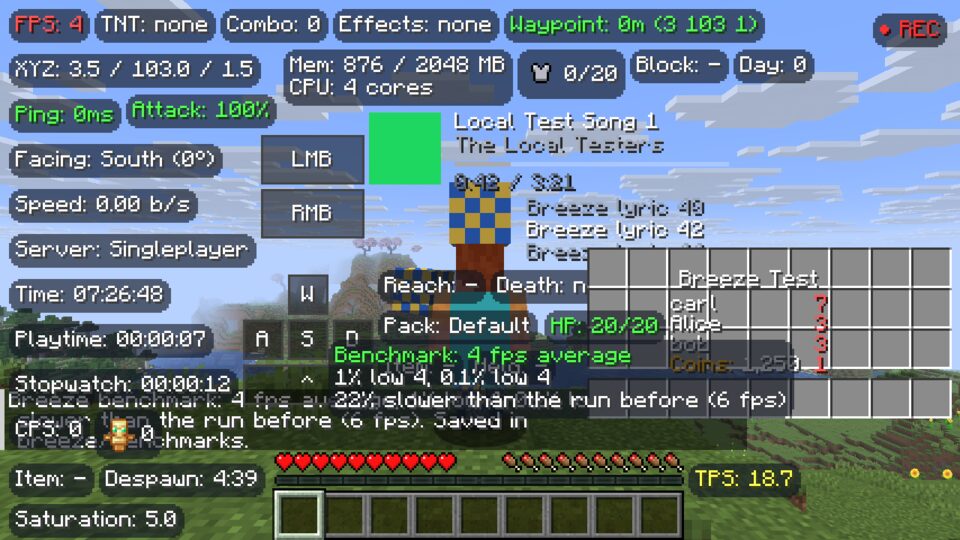 FPS: 4
TNT: none
Combo: 0
Effects: none
Waypoint: 0m (3 103 1)
REC
XYZ: 3.5 / 103.0 / 1.5
Mem: 876 / 2048 MB
CPU: 4 cores
0/20
Block: -
Day: 0
Ping: 0ms
Attack: 100%
Local Test Song 1
The Local Testers
0:42 / 3:21
Facing: South (0°)
LMB
RMB
Speed: 0.00 b/s
Breeze lyric 40
Breeze lyric 42
Breeze
Server: Singleplayer
Time: 07:26:48
W
Reach: -
Death: n
Breeze Test
carl 7
Alice 3
bob 3
Coins: 1,250 1
Playtime: 00:00:07
A
S
D
Pack: Default
HP: 20/20
Benchmark: 4 fps average
1% low 4, 0.1% low 4
22% slower than the run before (6 fps)
Stopwatch: 00:00:12
^
Breeze benchmark: 4 fps
than the run before (6 fps). Saved in
CPS: 0
0
breeze/benchmarks.
Item: -
Despawn: 4:39
TPS: 18.7
Saturation: 5.0